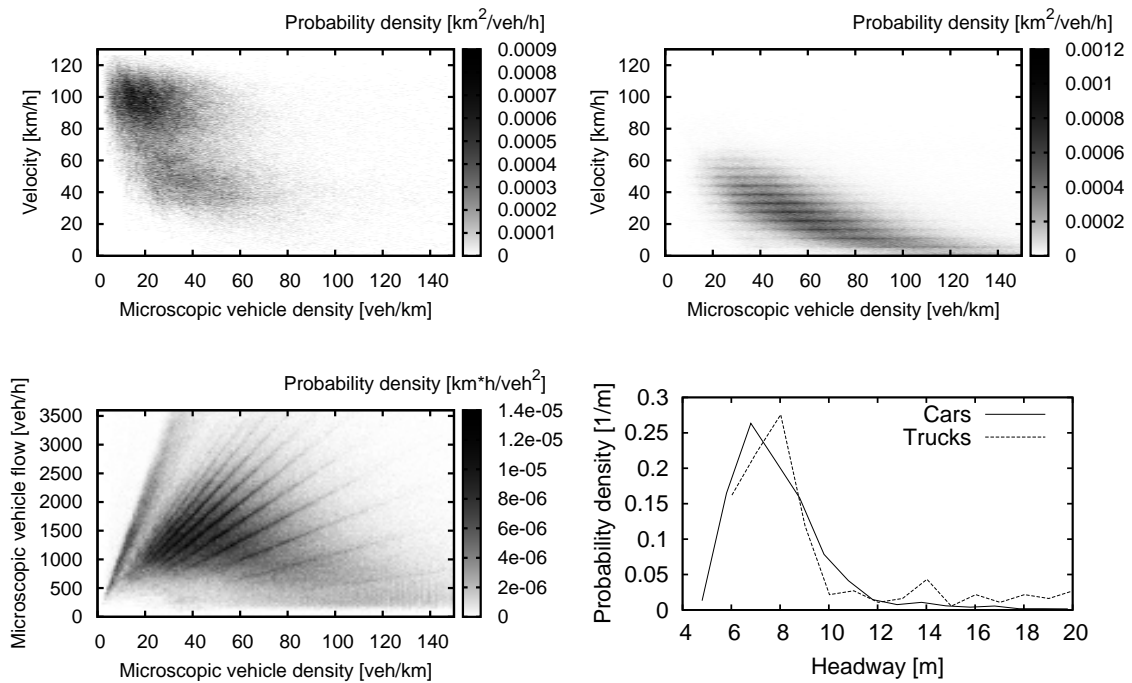 Probability density [km²/veh/h]
0.0009
0.0008
0.0007
0.0006
0.0005
0.0004
0.0003
0.0002
0.0001
0
120
100
80
60
40
20
0
Velocity [km/h]
0 20 40 60 80 100 120 140
Microscopic vehicle density [veh/km]
Probability density [km²/veh/h]
0.0012
0.001
0.0008
0.0006
0.0004
0.0002
0
120
100
80
60
40
20
0
Velocity [km/h]
0 20 40 60 80 100 120 140
Microscopic vehicle density [veh/km]
Probability density [km*h/veh²]
1.4e-05
1e-05
8e-06
6e-06
4e-06
2e-06
0
3500
3000
2500
2000
1500
1000
500
0
Microscopic vehicle flow [veh/h]
0 20 40 60 80 100 120 140
Microscopic vehicle density [veh/km]
Cars
Trucks
0.3
0.25
0.2
0.15
0.1
0.05
0
Probability density [1/m]
4 6 8 10 12 14 16 18 20
Headway [m]